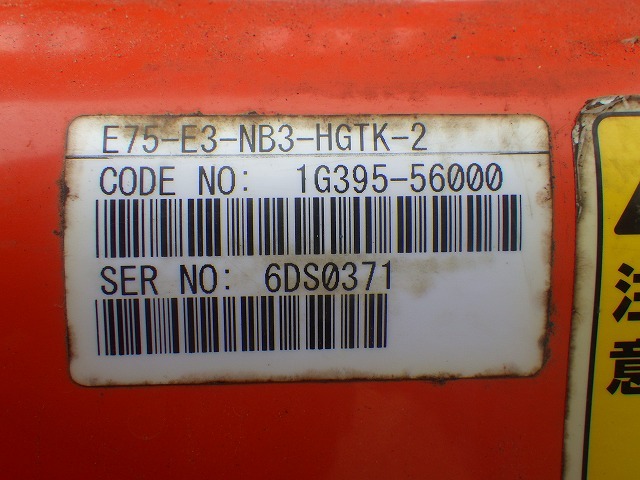 E75-E3-NB3-HGTK-2
CODE NO: 1G395-56000
SER NO: 6DS0371
注
意